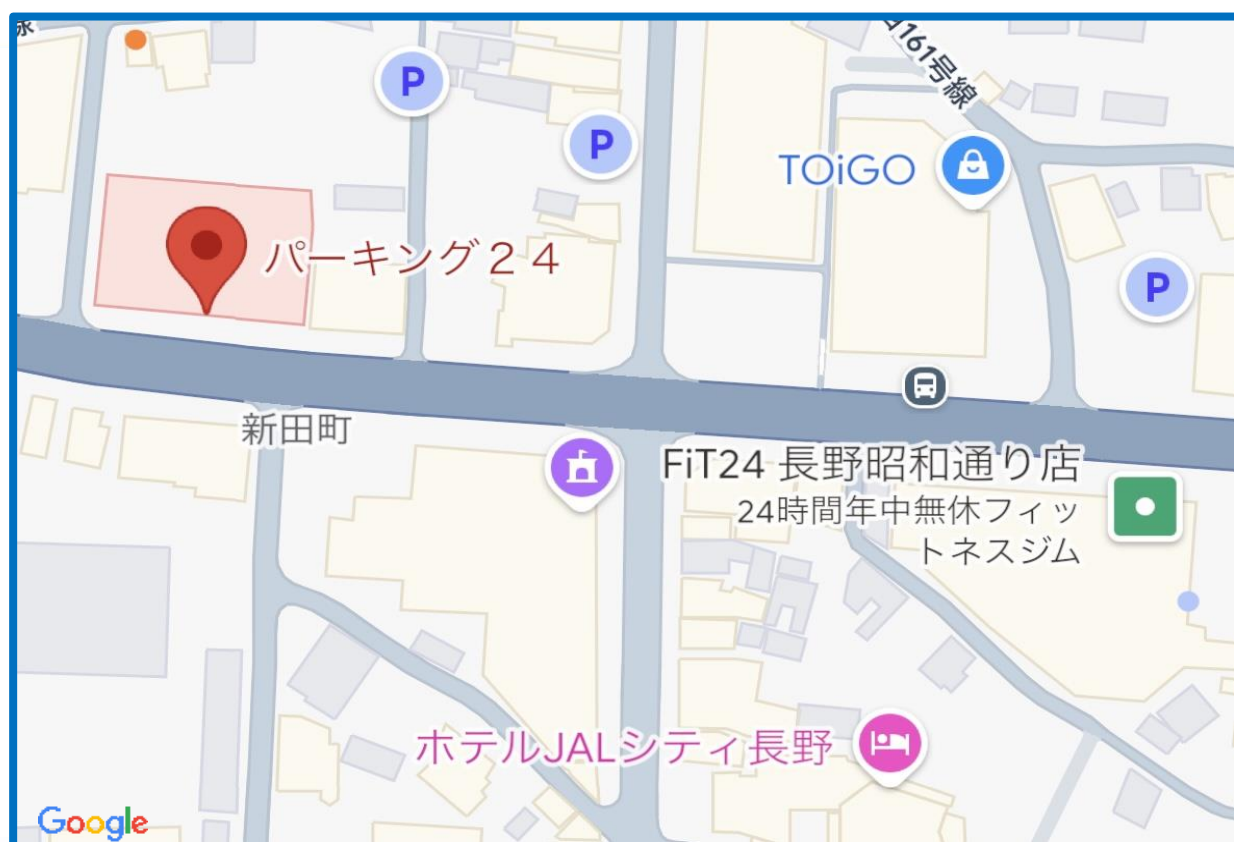 P
161号線
P
TOiGO
パーキング２４
P
新田町
FiT24 長野昭和通り店
24時間年中無休フィッ
トネスジム
ホテルJALシティ長野
Google